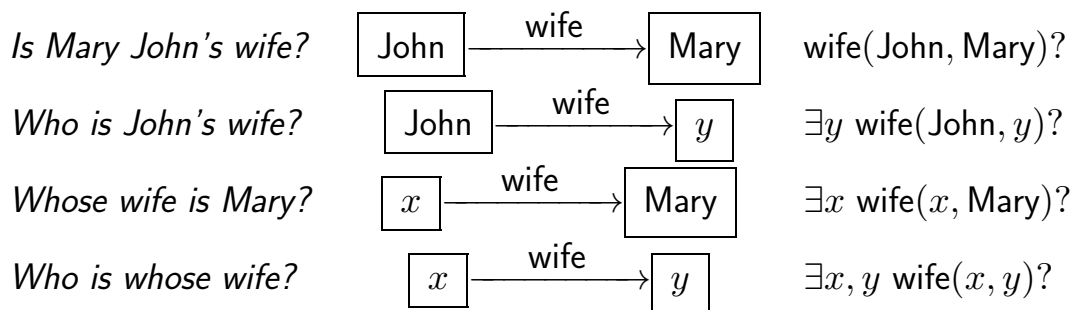 Is Mary John's wife? John wife Mary wife(John, Mary)?
Who is John's wife? John wife y ∃y wife(John, y)?
Whose wife is Mary? x wife Mary ∃x wife(x, Mary)?
Who is whose wife? x wife y ∃x, y wife(x, y)?